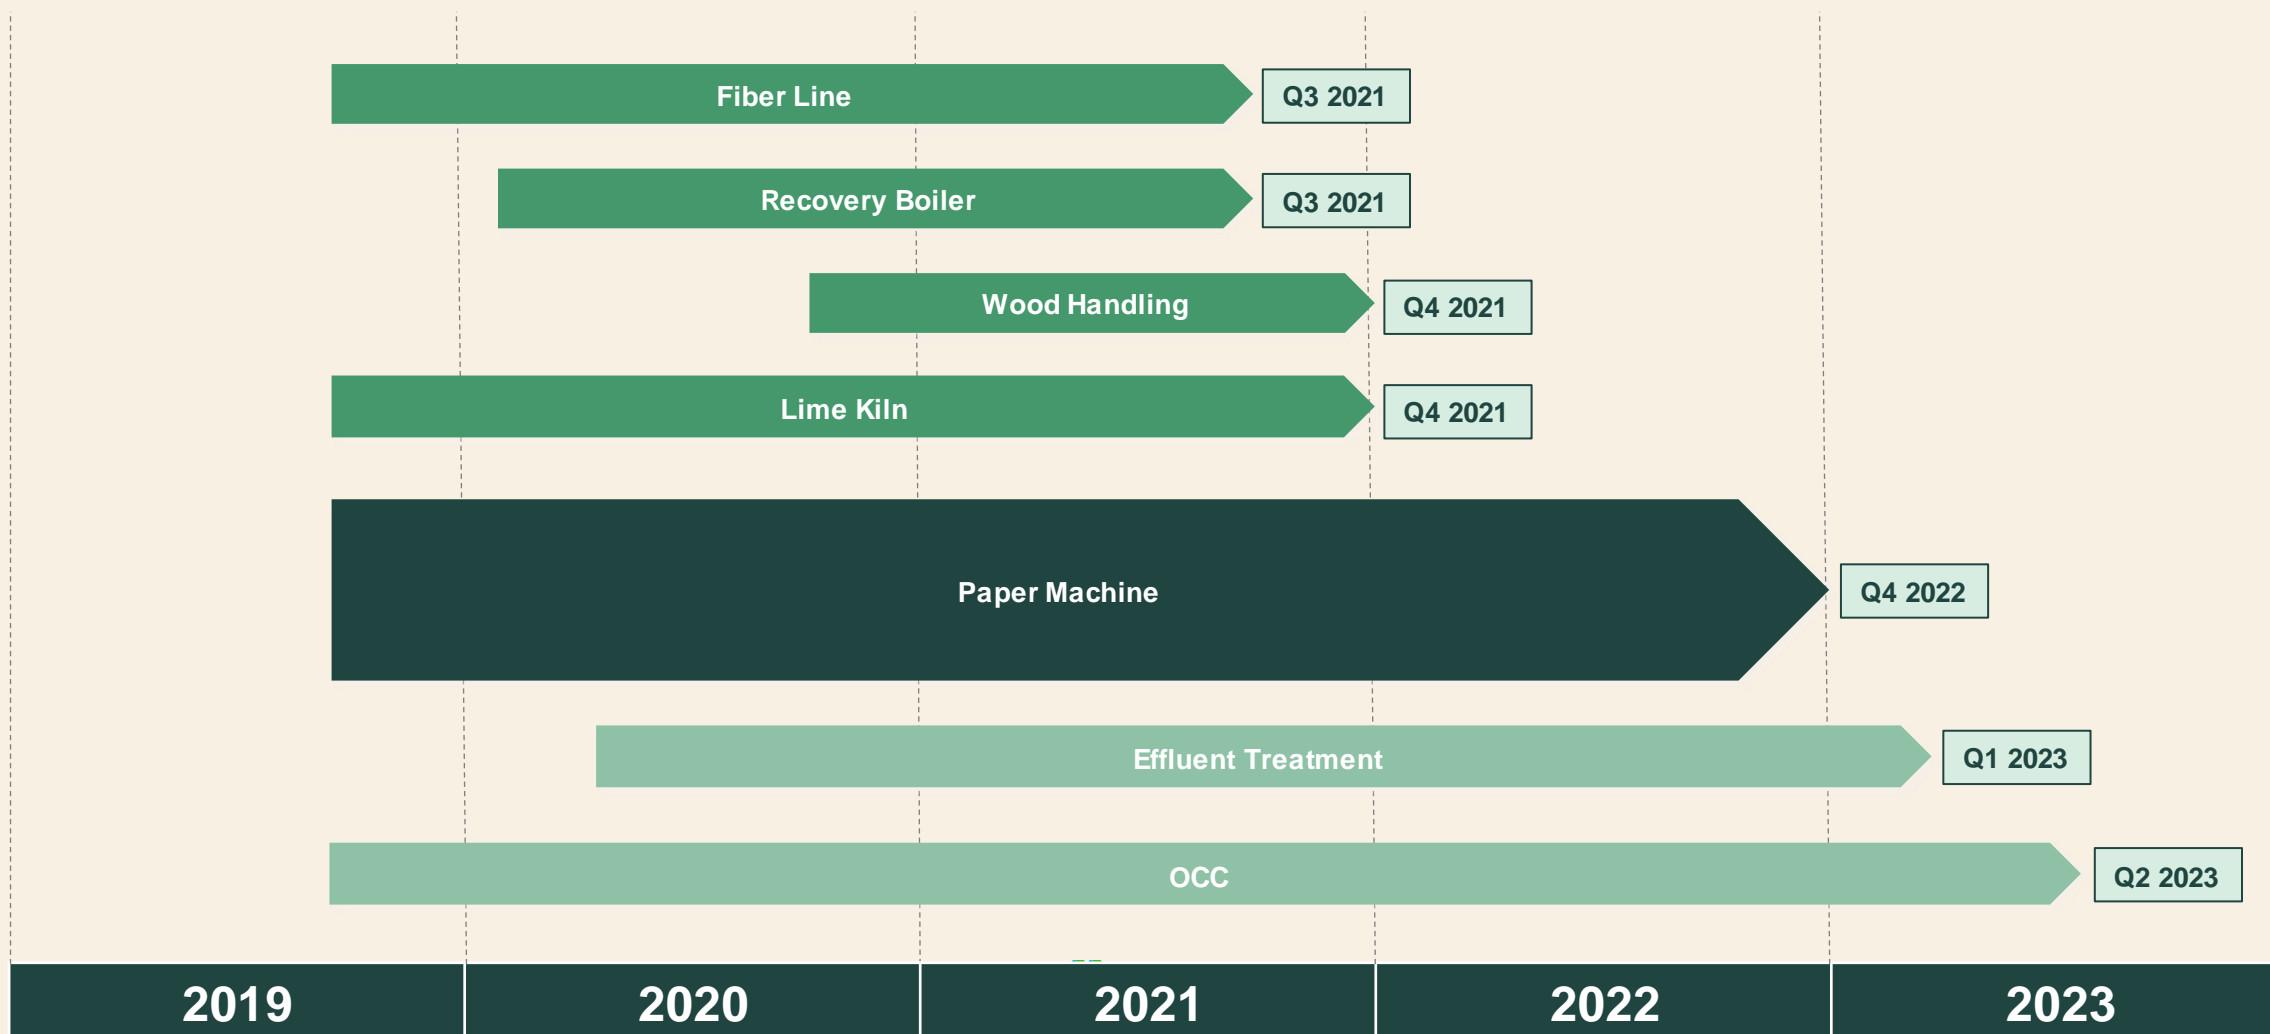 Fiber Line
Q3 2021
Recovery Boiler
Q3 2021
Wood Handling
Q4 2021
Lime Kiln
Q4 2021
Paper Machine
Q4 2022
Effluent Treatment
Q1 2023
OCC
Q2 2023
2019 2020 2021 2022 2023